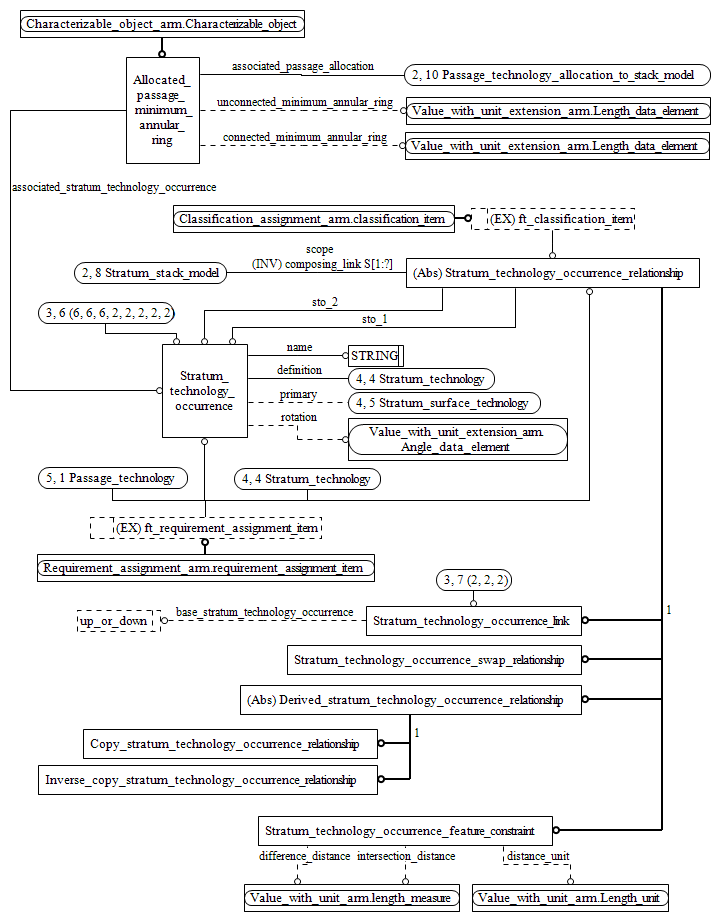 Characterizable_object_arm.Characterizable_object
associated_passage_allocation
Allocated_
passage_
minimum_
annular_
ring
2, 10 Passage_technology_allocation_to_stack_model
unconnected_minimum_annular_ring
Value_with_unit_extension_arm.Length_data_element
connected_minimum_annular_ring
Value_with_unit_extension_arm.Length_data_element
associated_stratum_technology_occurrence
Classification_assignment_arm.classification_item
(EX) ft_classification_item
scope
(INV) composing_link S[1:?]
2, 8 Stratum_stack_model
(Abs) Stratum_technology_occurrence_relationship
sto_2
3, 6 (6, 6, 6, 2, 2, 2, 2, 2)
sto_1
name
STRING
Stratum_
technology_
occurrence
definition
4, 4 Stratum_technology
primary
4, 5 Stratum_surface_technology
rotation
Value_with_unit_extension_arm.
Angle_data_element
5, 1 Passage_technology
4, 4 Stratum_technology
(EX) ft_requirement_assignment_item
Requirement_assignment_arm.requirement_assignment_item
3, 7 (2, 2, 2)
1
up_or_down
base_stratum_technology_occurrence
Stratum_technology_occurrence_link
Stratum_technology_occurrence_swap_relationship
(Abs) Derived_stratum_technology_occurrence_relationship
1
Copy_stratum_technology_occurrence_relationship
Inverse_copy_stratum_technology_occurrence_relationship
Stratum_technology_occurrence_feature_constraint
difference_distance
intersection_distance
distance_unit
Value_with_unit_arm.length_measure
Value_with_unit_arm.Length_unit